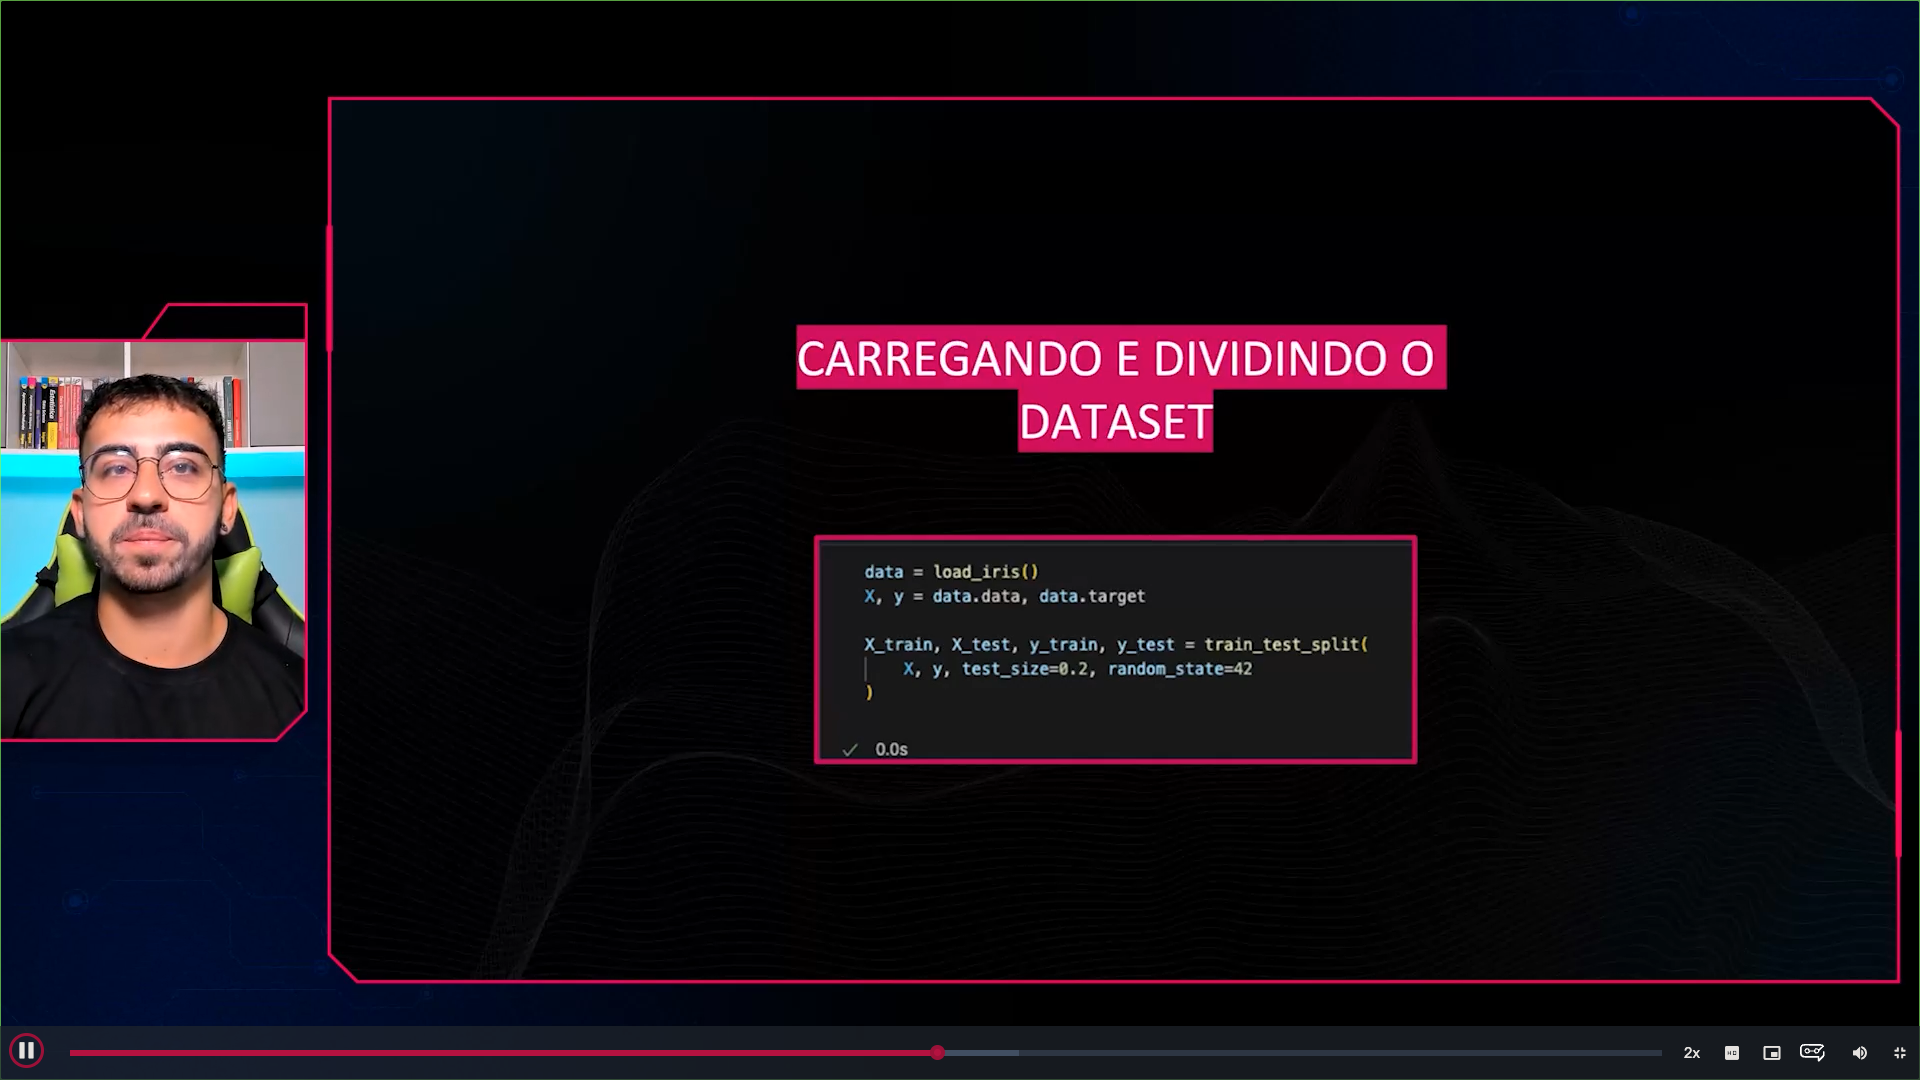 CARREGANDO E DIVIDINDO O
DATASET
data = load_iris()
X, y = data.data, data.target
X_train, X_test, y_train, y_test = train_test_split(
X, y, test_size=0.2, random_state=42
)
0.0s
2x
HD